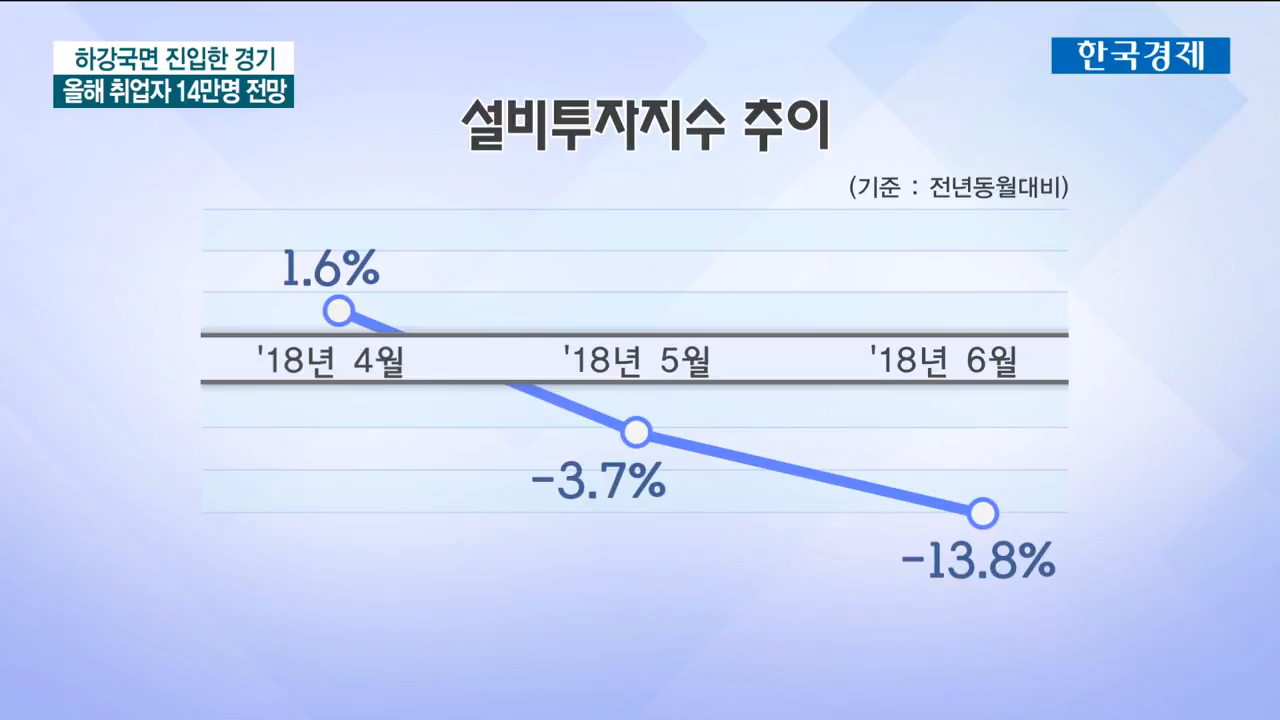 하강국면 진입한 경기
올해 취업자 14만명 전망
한국경제
설비투자지수 추이
(기준 : 전년동월대비)
1.6%
'18년 4월 '18년 5월 '18년 6월
-3.7%
-13.8%